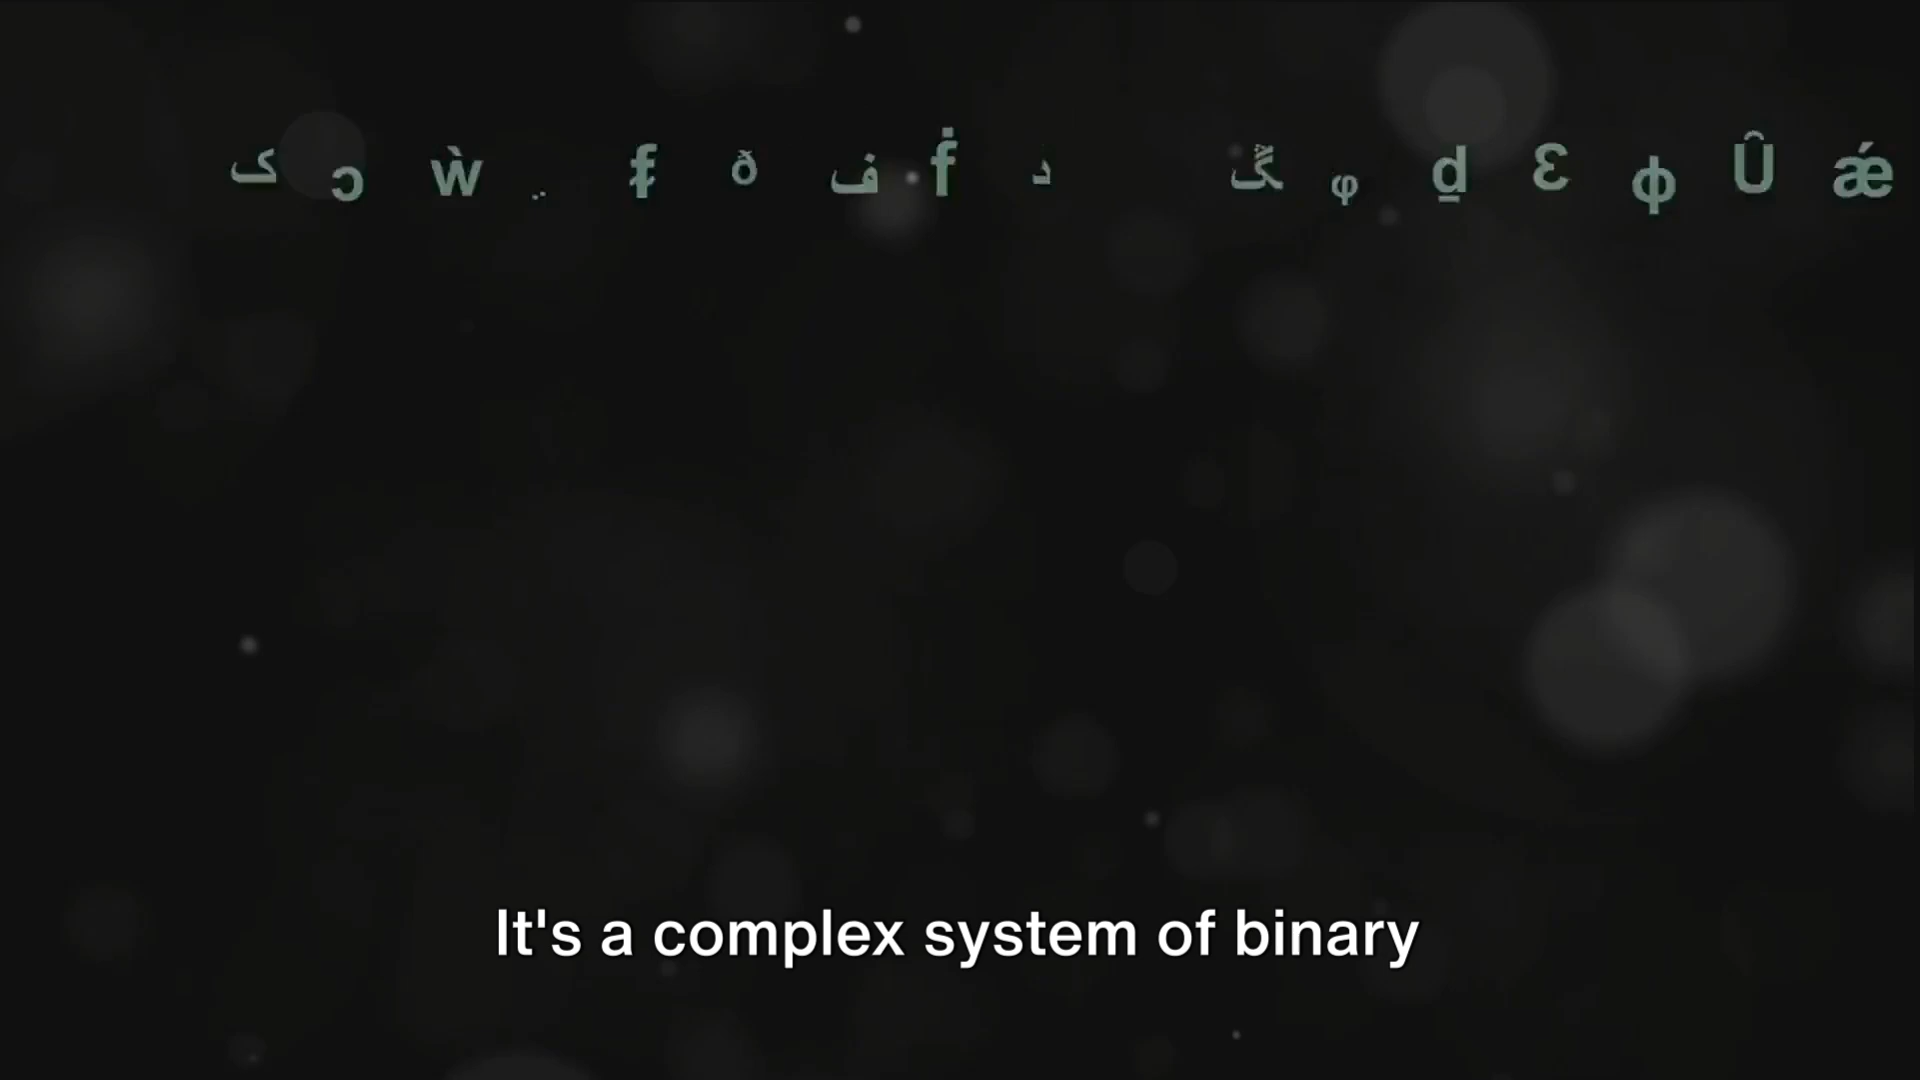 ک ɔ ẁ ƒ ð ف ḟ د گ φ ḏ Ɛ ϕ Û ǽ
It's a complex system of binary